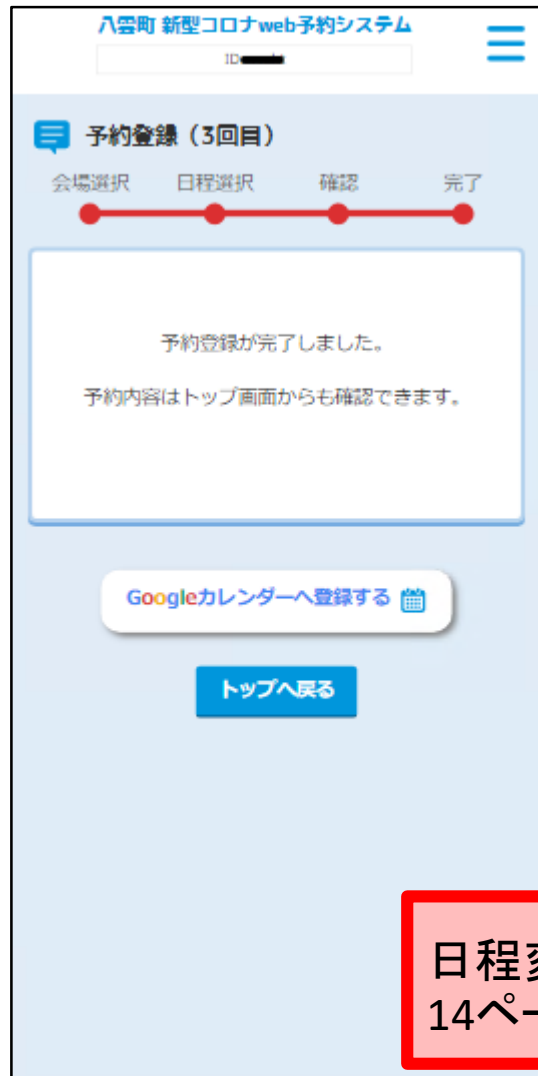 八雲町 新型コロナweb予約システム
ID
予約登録（3回目）
会場選択 日程選択 確認 完了
予約登録が完了しました。
予約内容はトップ画面からも確認できます。
Googleカレンダーへ登録する
トップへ戻る
日程変
14ペー